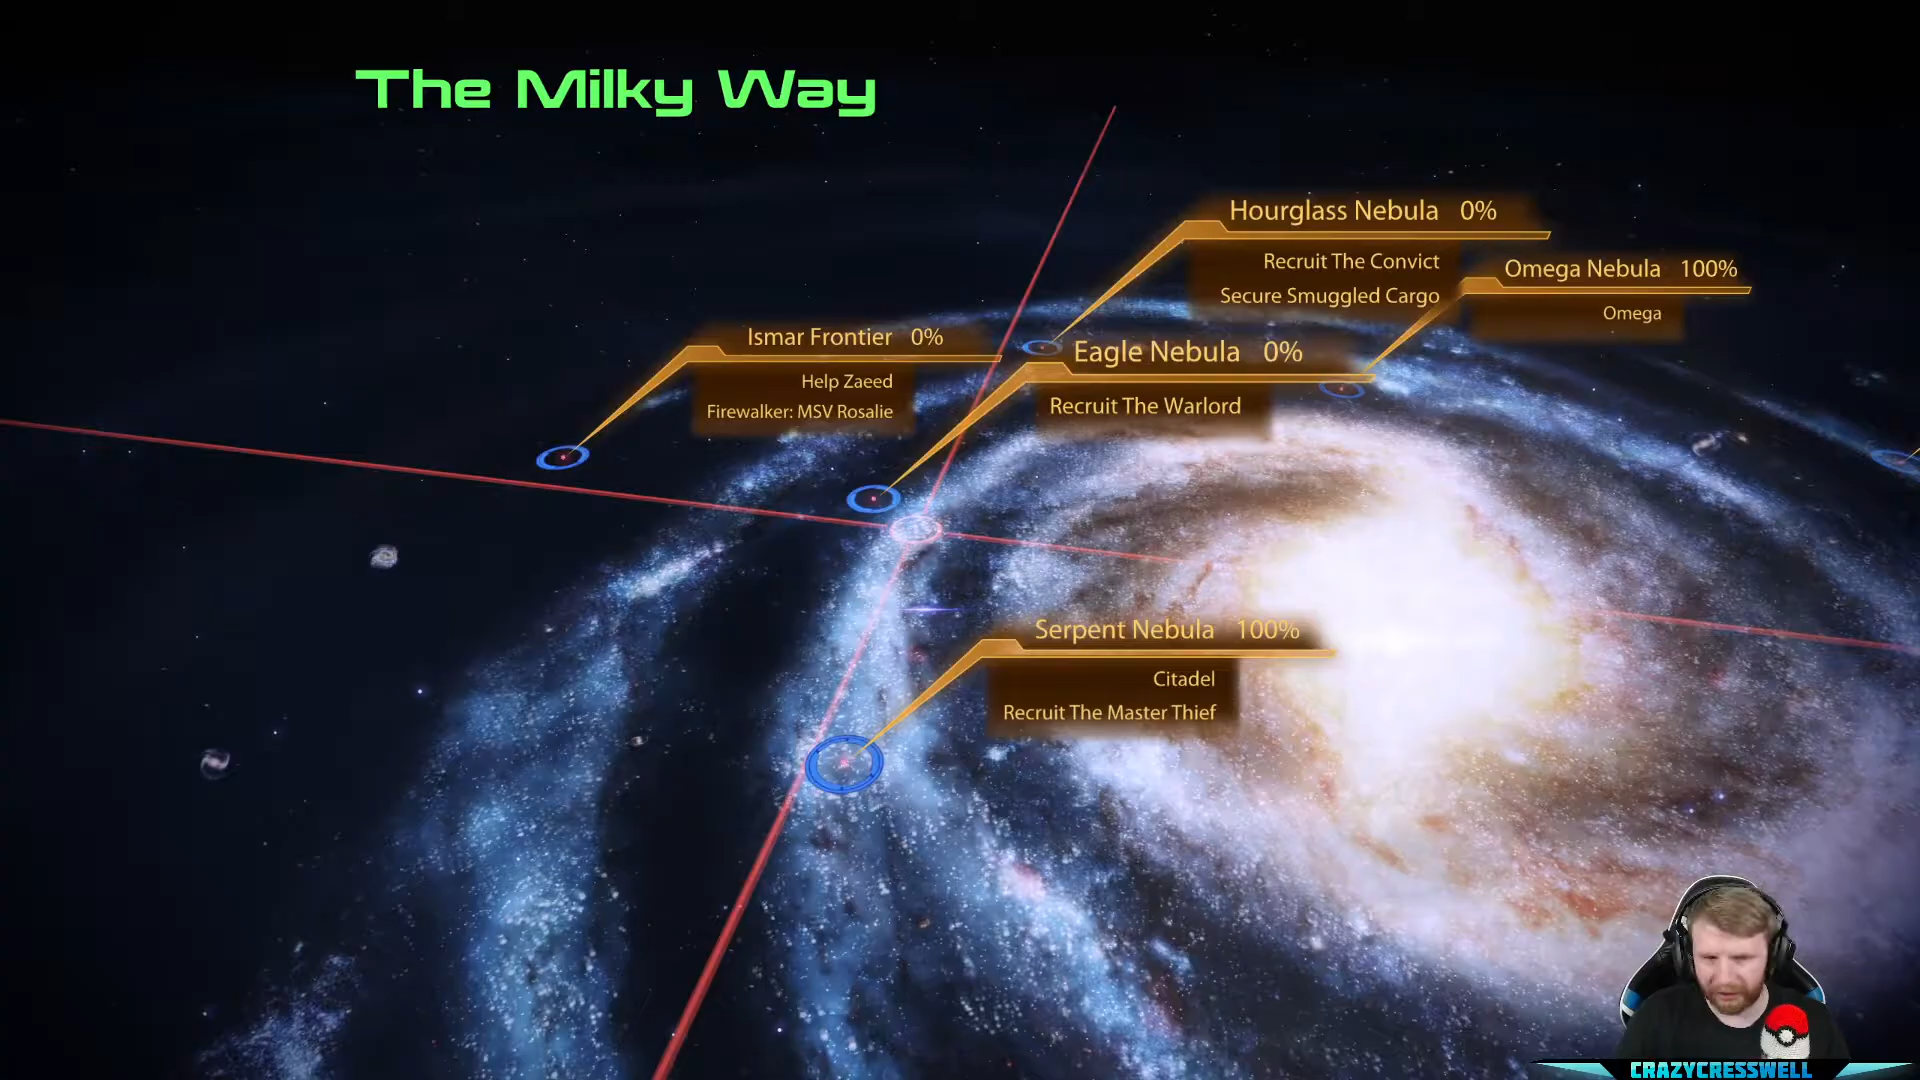 The Milky Way
Hourglass Nebula 0%
Recruit The Convict
Secure Smuggled Cargo
Omega Nebula 100%
Omega
Ismar Frontier 0%
Help Zaeed
Firewalker: MSV Rosalie
Eagle Nebula 0%
Recruit The Warlord
Serpent Nebula 100%
Citadel
Recruit The Master Thief
CRAZYCRESSWELL